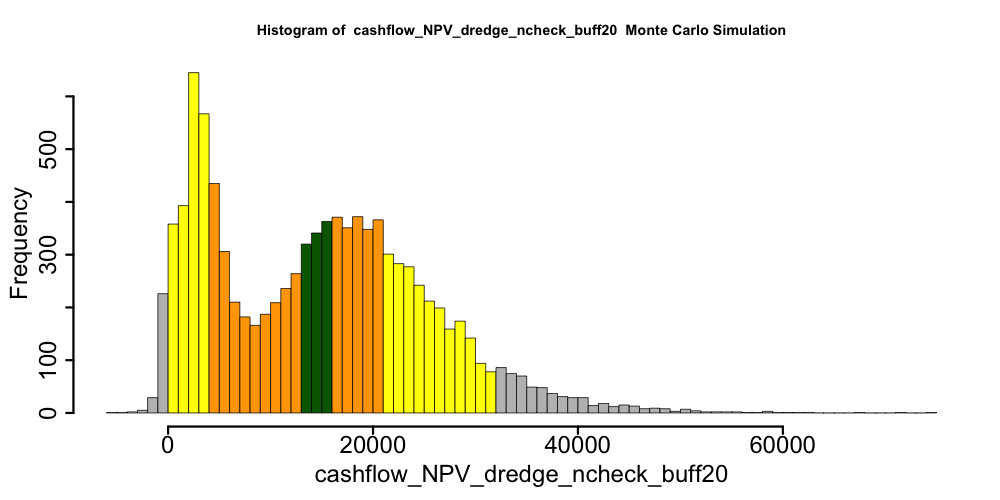 Histogram of cashflow_NPV_dredge_ncheck_buff20 Monte Carlo Simulation
Frequency
500
300
100
0
0 20000 40000 60000
cashflow_NPV_dredge_ncheck_buff20